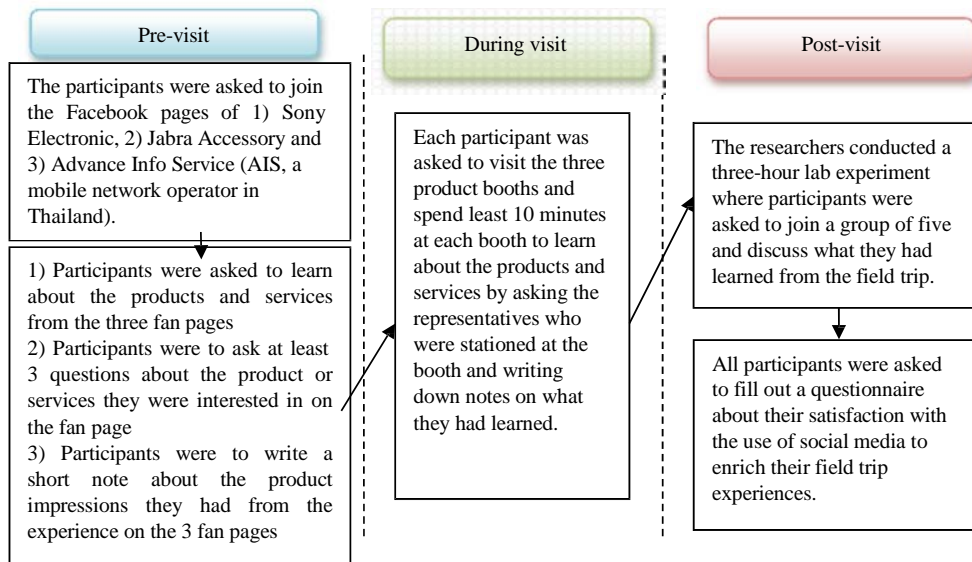 Pre-visit
The participants were asked to join
the Facebook pages of 1) Sony
Electronic, 2) Jabra Accessory and
3) Advance Info Service (AIS, a
mobile network operator in
Thailand).
1) Participants were asked to learn
about the products and services
from the three fan pages
2) Participants were to ask at least
3 questions about the product or
services they were interested in on
the fan page
3) Participants were to write a
short note about the product
impressions they had from the
experience on the 3 fan pages
During visit
Each participant was
asked to visit the three
product booths and
spend least 10 minutes
at each booth to learn
about the products and
services by asking the
representatives who
were stationed at the
booth and writing
down notes on what
they had learned.
Post-visit
The researchers conducted a
three-hour lab experiment
where participants were
asked to join a group of five
and discuss what they had
learned from the field trip.
All participants were asked
to fill out a questionnaire
about their satisfaction with
the use of social media to
enrich their field trip
experiences.